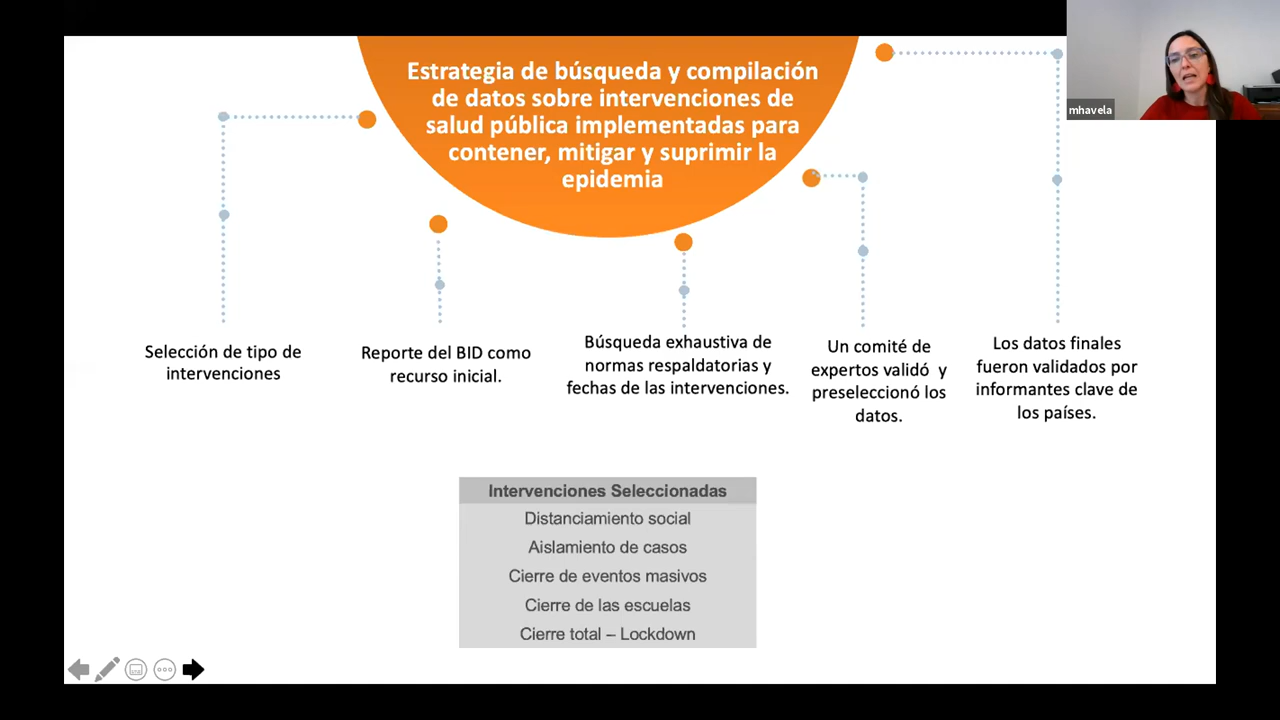 Estrategia de búsqueda y compilación
de datos sobre intervenciones de
salud pública implementadas para
contener, mitigar y suprimir la
epidemia
mhavela
Selección de tipo de
intervenciones
Reporte del BID como
recurso inicial.
Búsqueda exhaustiva de
normas respaldatorias y
fechas de las intervenciones.
Un comité de
expertos validó y
preseleccionó los
datos.
Los datos finales
fueron validados por
informantes clave de
los países.
Intervenciones Seleccionadas
Distanciamiento social
Aislamiento de casos
Cierre de eventos masivos
Cierre de las escuelas
Cierre total – Lockdown